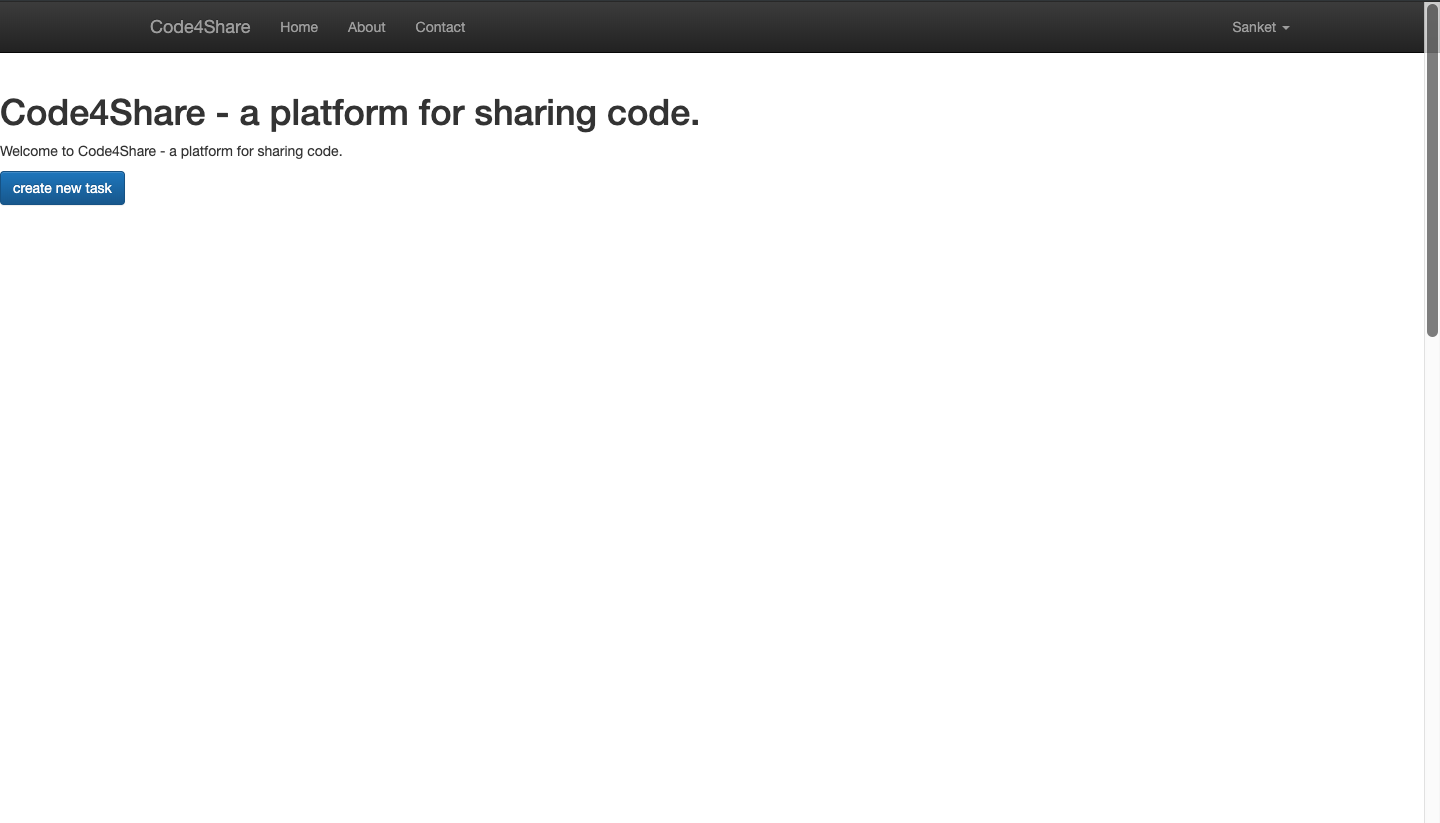 Code4Share Home About Contact Sanket
Code4Share - a platform for sharing code.
Welcome to Code4Share - a platform for sharing code.
create new task